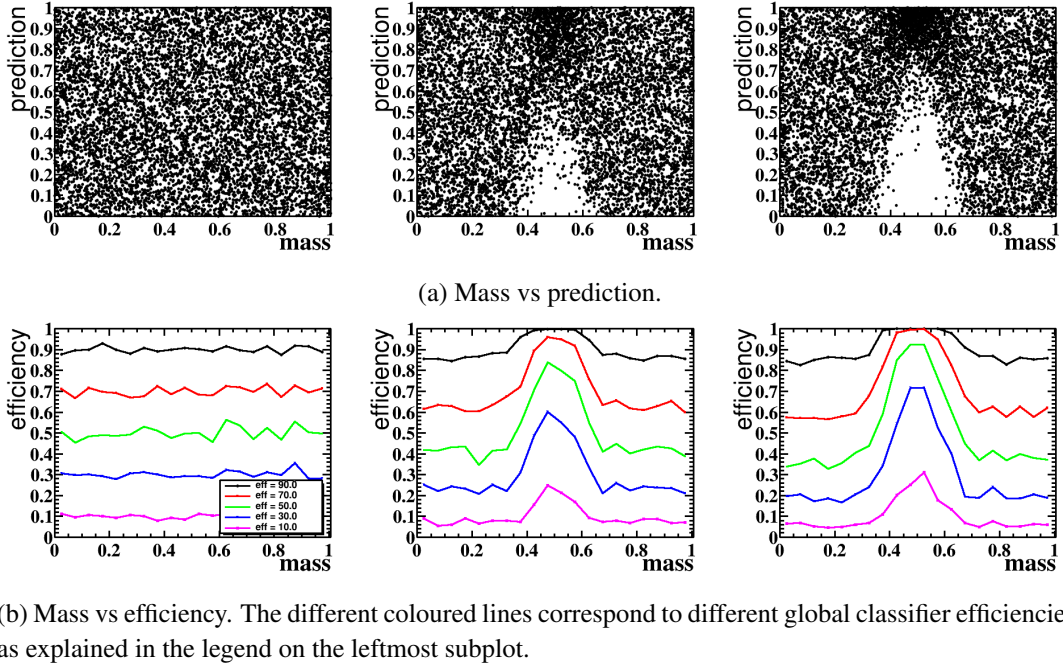 prediction
1
0.9
0.8
0.7
0.6
0.5
0.4
0.3
0.2
0.1
0
0 0.2 0.4 0.6 0.8 1
mass
prediction
1
0.9
0.8
0.7
0.6
0.5
0.4
0.3
0.2
0.1
0
0 0.2 0.4 0.6 0.8 1
mass
prediction
1
0.9
0.8
0.7
0.6
0.5
0.4
0.3
0.2
0.1
0
0 0.2 0.4 0.6 0.8 1
mass
(a) Mass vs prediction.
efficiency
1
0.9
0.8
0.7
0.6
0.5
0.4
0.3
0.2
0.1
0
eff = 90.0
eff = 70.0
eff = 50.0
eff = 30.0
eff = 10.0
0 0.2 0.4 0.6 0.8 1
mass
efficiency
1
0.9
0.8
0.7
0.6
0.5
0.4
0.3
0.2
0.1
0
0 0.2 0.4 0.6 0.8 1
mass
efficiency
1
0.9
0.8
0.7
0.6
0.5
0.4
0.3
0.2
0.1
0
0 0.2 0.4 0.6 0.8 1
mass
(b) Mass vs efficiency. The different coloured lines correspond to different global classifier efficiencie
as explained in the legend on the leftmost subplot.